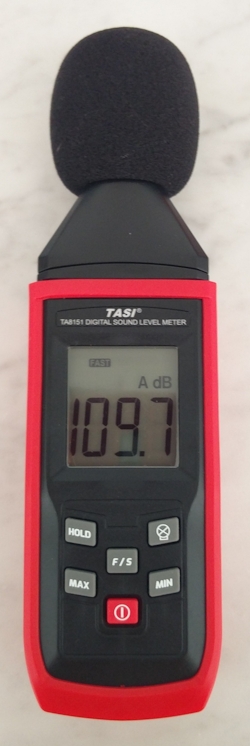 TASI®
TA8151 DIGITAL SOUND LEVEL METER
FAST
A dB
109.7
HOLD
F/S
MAX
MIN